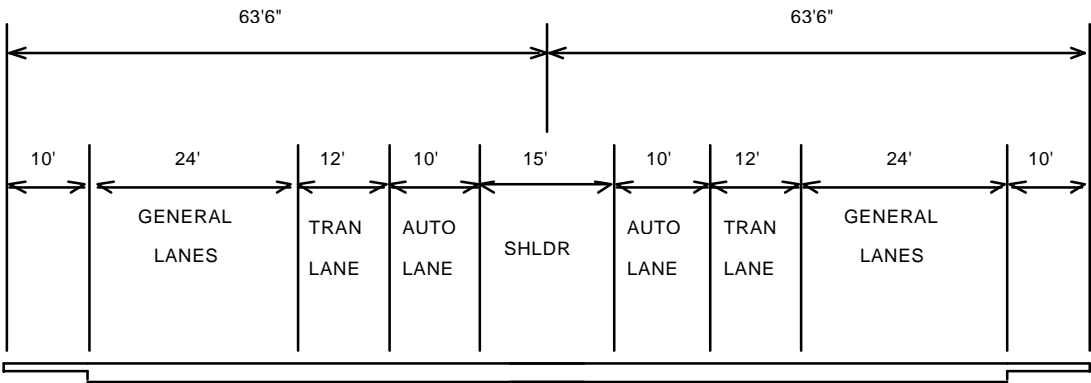 63'6" 63'6"
10' 24' 12' 10' 15' 10' 12' 24' 10'
GENERAL LANES
TRAN LANE
AUTO LANE
SHLDR
AUTO LANE
TRAN LANE
GENERAL LANES